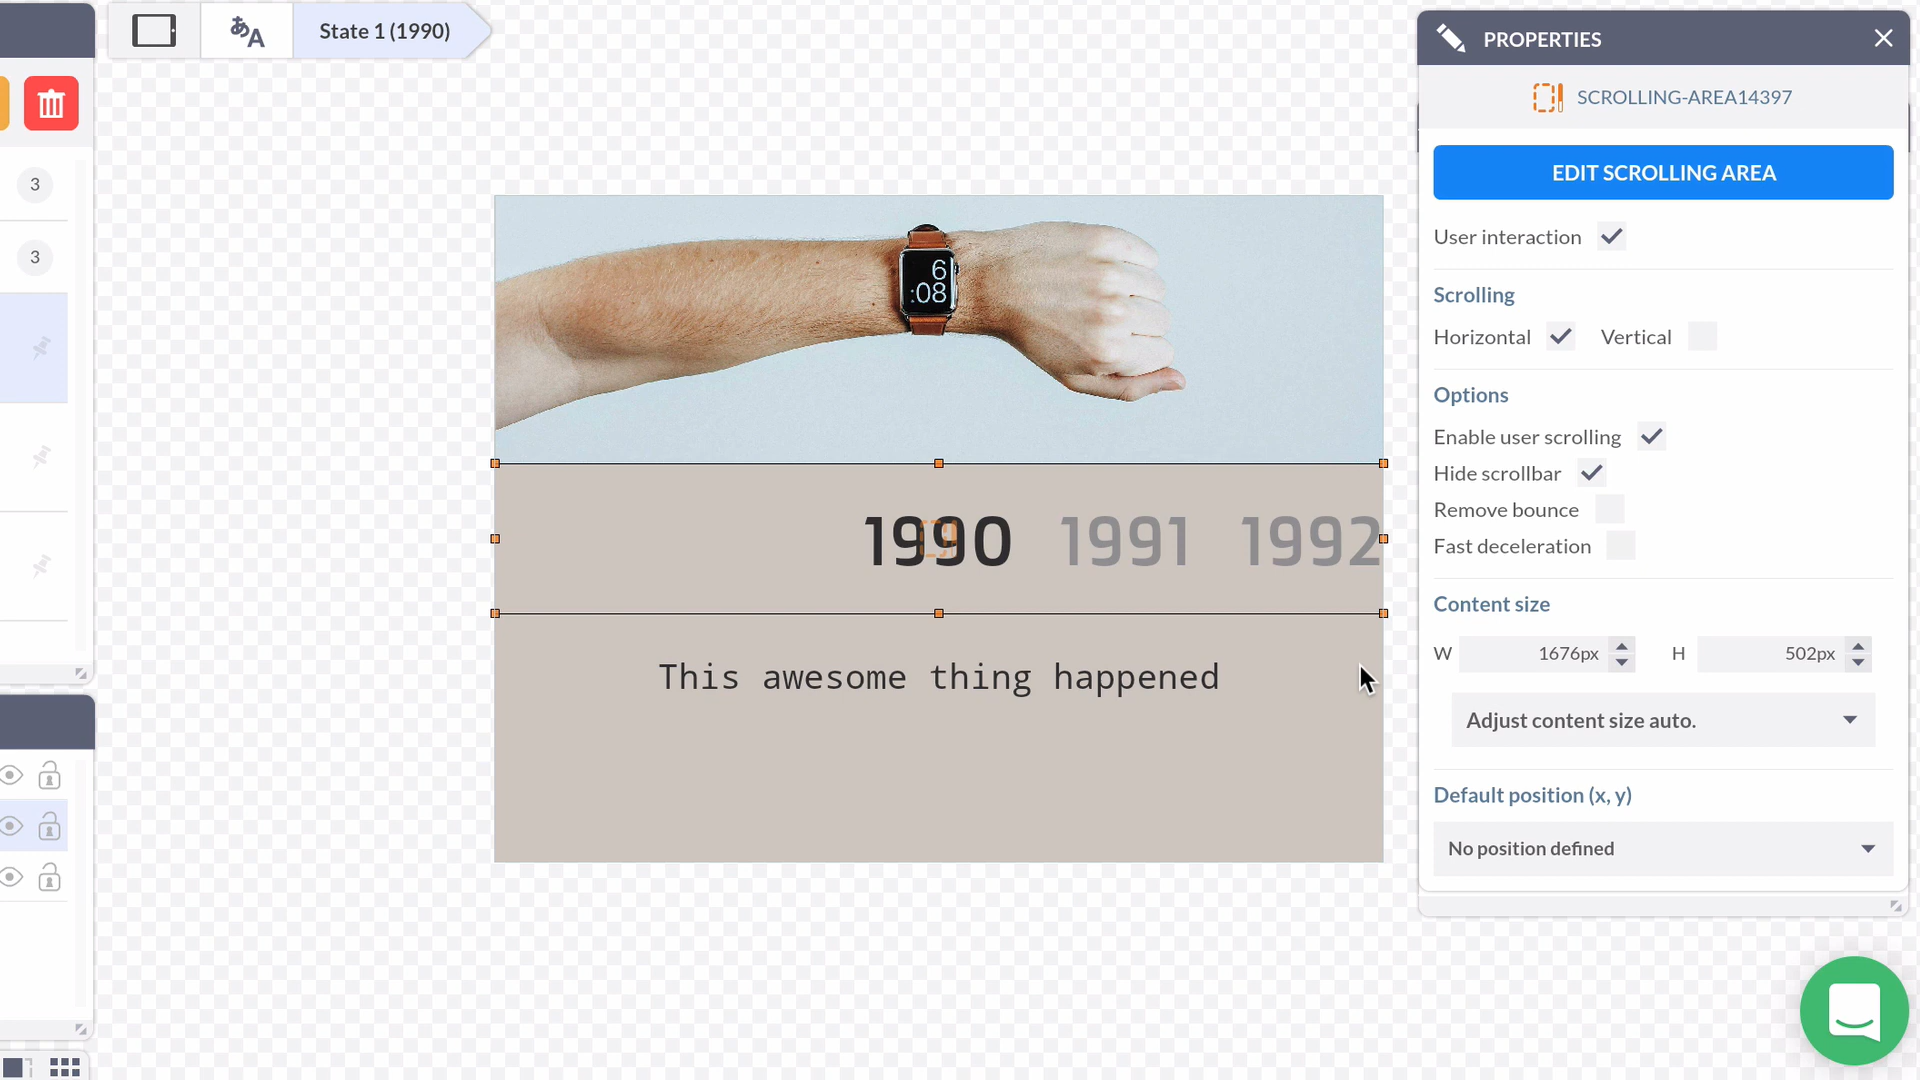 あA
State 1 (1990)
PROPERTIES
SCROLLING-AREA14397
EDIT SCROLLING AREA
3
User interaction
3
Scrolling
6
:08
Horizontal
Vertical
Options
Enable user scrolling
Hide scrollbar
Remove bounce
1990 1991 1992
Fast deceleration
Content size
W 1676px H 502px
This awesome thing happened
Adjust content size auto.
Default position (x, y)
No position defined